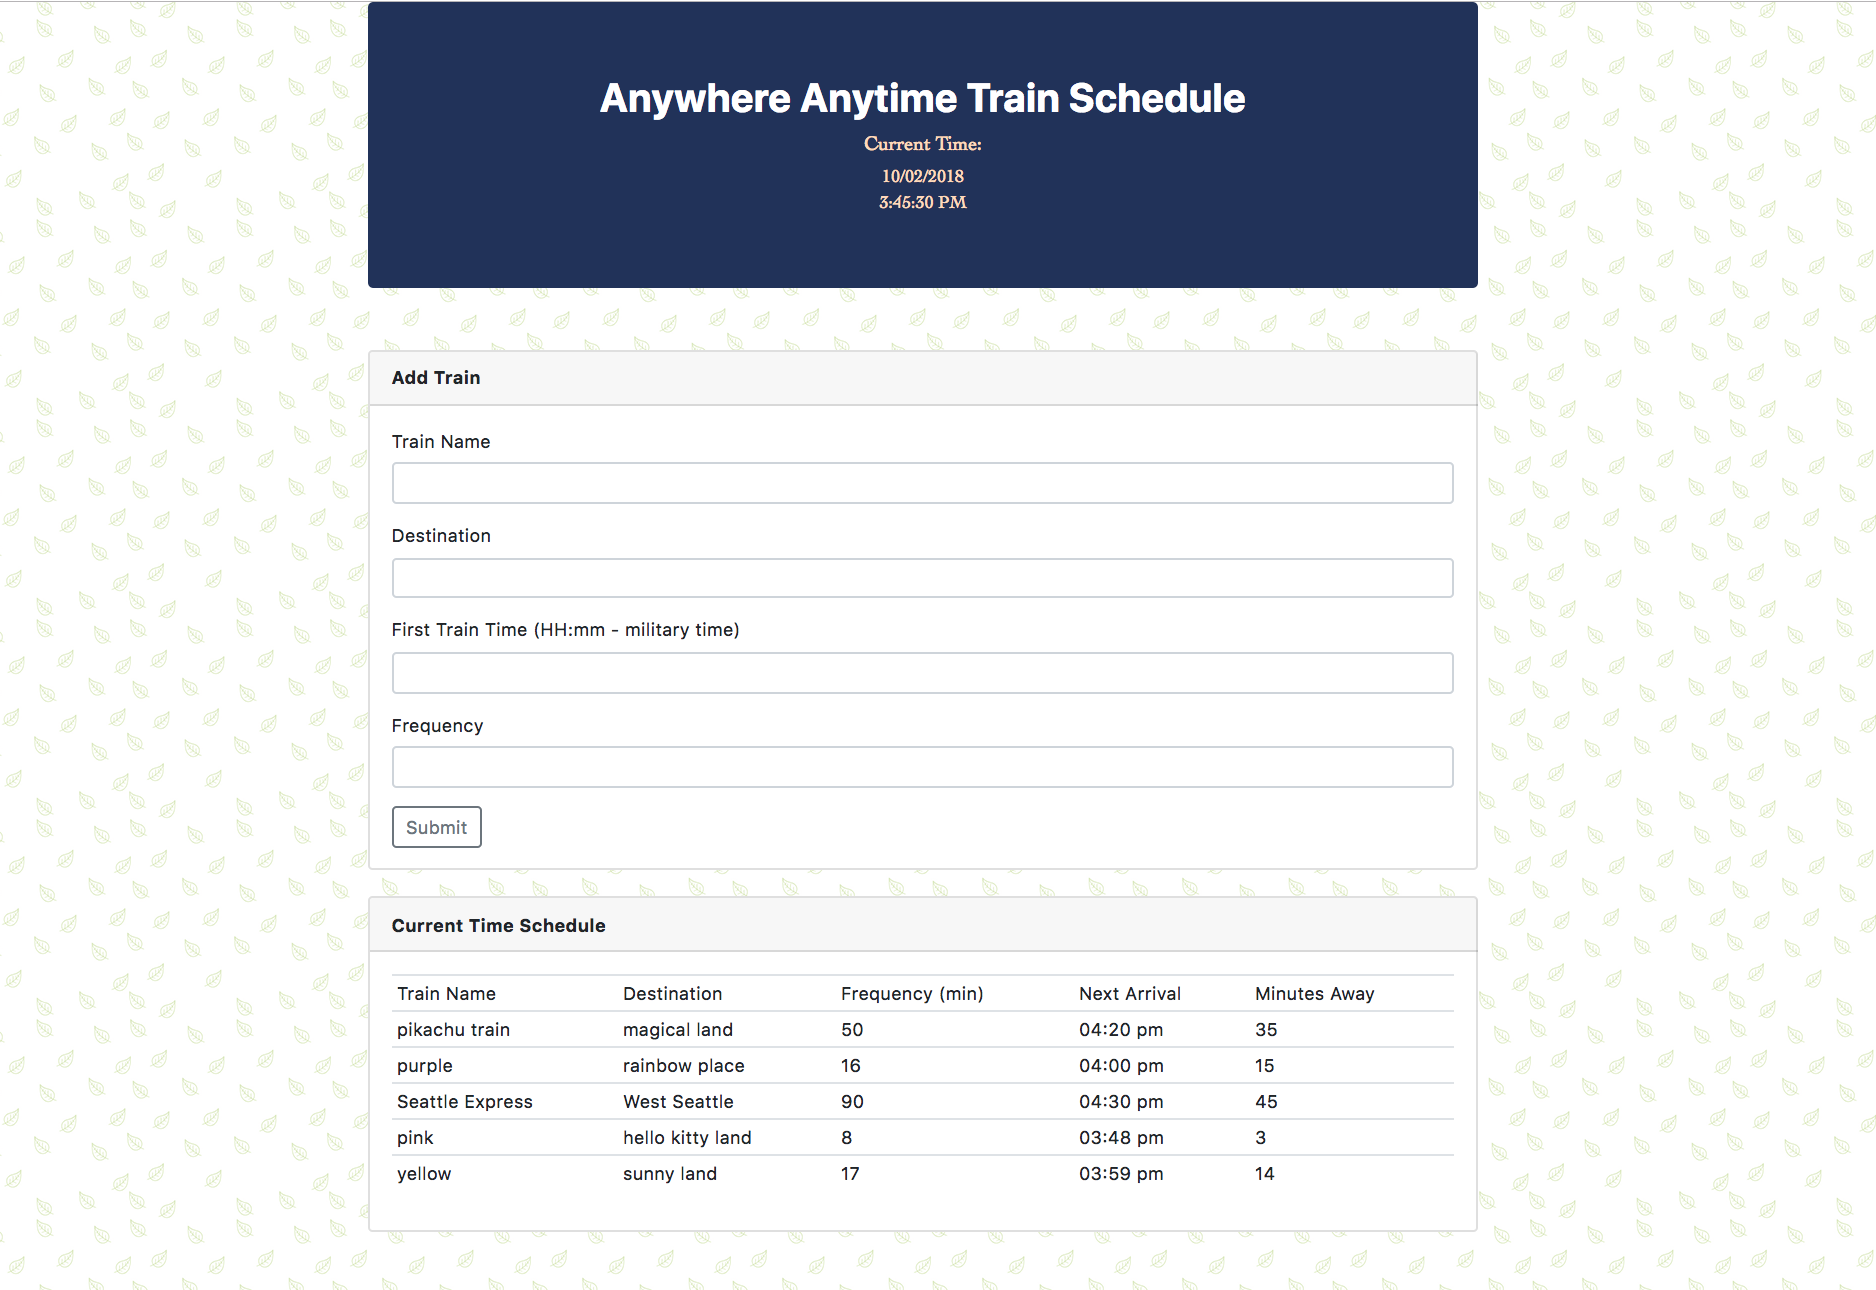 Anywhere Anytime Train Schedule
Current Time:
10/02/2018
3:45:30 PM
Add Train
Train Name
Destination
First Train Time (HH:mm - military time)
Frequency
Submit
Current Time Schedule
Train Name Destination Frequency (min) Next Arrival Minutes Away
pikachu train magical land 50 04:20 pm 35
purple rainbow place 16 04:00 pm 15
Seattle Express West Seattle 90 04:30 pm 45
pink hello kitty land 8 03:48 pm 3
yellow sunny land 17 03:59 pm 14